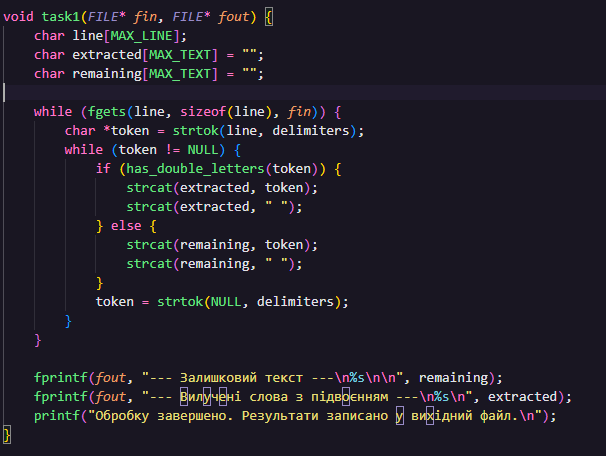 void task1(FILE* fin, FILE* fout) {
    char line[MAX_LINE];
    char extracted[MAX_TEXT] = "";
    char remaining[MAX_TEXT] = "";

    while (fgets(line, sizeof(line), fin)) {
        char *token = strtok(line, delimiters);
        while (token != NULL) {
            if (has_double_letters(token)) {
                strcat(extracted, token);
                strcat(extracted, " ");
            } else {
                strcat(remaining, token);
                strcat(remaining, " ");
            }
            token = strtok(NULL, delimiters);
        }
    }

    fprintf(fout, "--- Залишковий текст ---\n%s\n\n", remaining);
    fprintf(fout, "--- Вилучені слова з підвоєнням ---\n%s\n", extracted);
    printf("Обробку завершено. Результати записано у вихідний файл.\n");
}